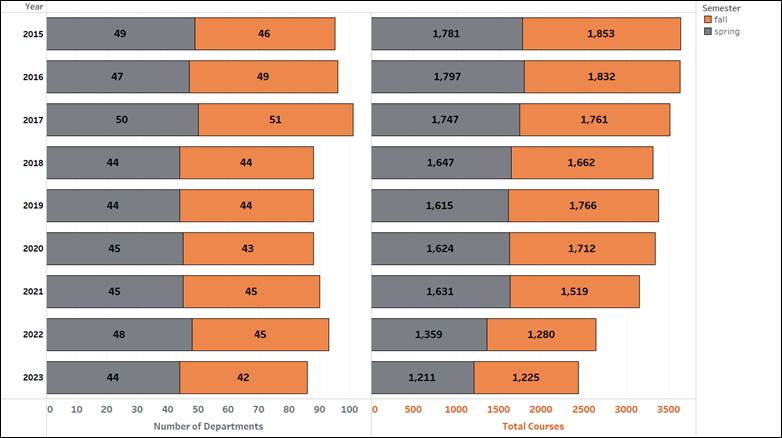 Year
Semester
fall
spring
2015 49 46 1,781 1,853
2016 47 49 1,797 1,832
2017 50 51 1,747 1,761
2018 44 44 1,647 1,662
2019 44 44 1,615 1,766
2020 45 43 1,624 1,712
2021 45 45 1,631 1,519
2022 48 45 1,359 1,280
2023 44 42 1,211 1,225
0 10 20 30 40 50 60 70 80 90 100 0 500 1000 1500 2000 2500 3000 3500
Number of Departments Total Courses